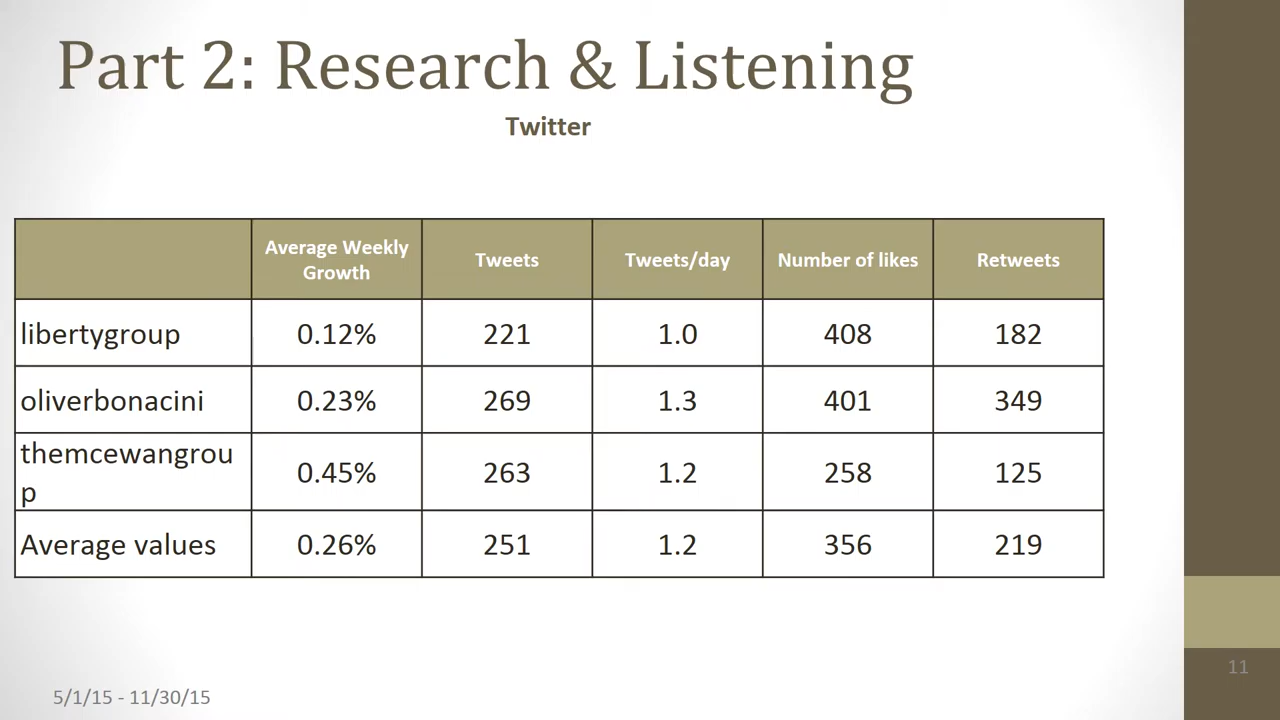 Part 2: Research & Listening
Twitter
Average Weekly Growth Tweets Tweets/day Number of likes Retweets
libertygroup 0.12% 221 1.0 408 182
oliverbonacini 0.23% 269 1.3 401 349
themcewangroup 0.45% 263 1.2 258 125
Average values 0.26% 251 1.2 356 219
11
5/1/15 - 11/30/15